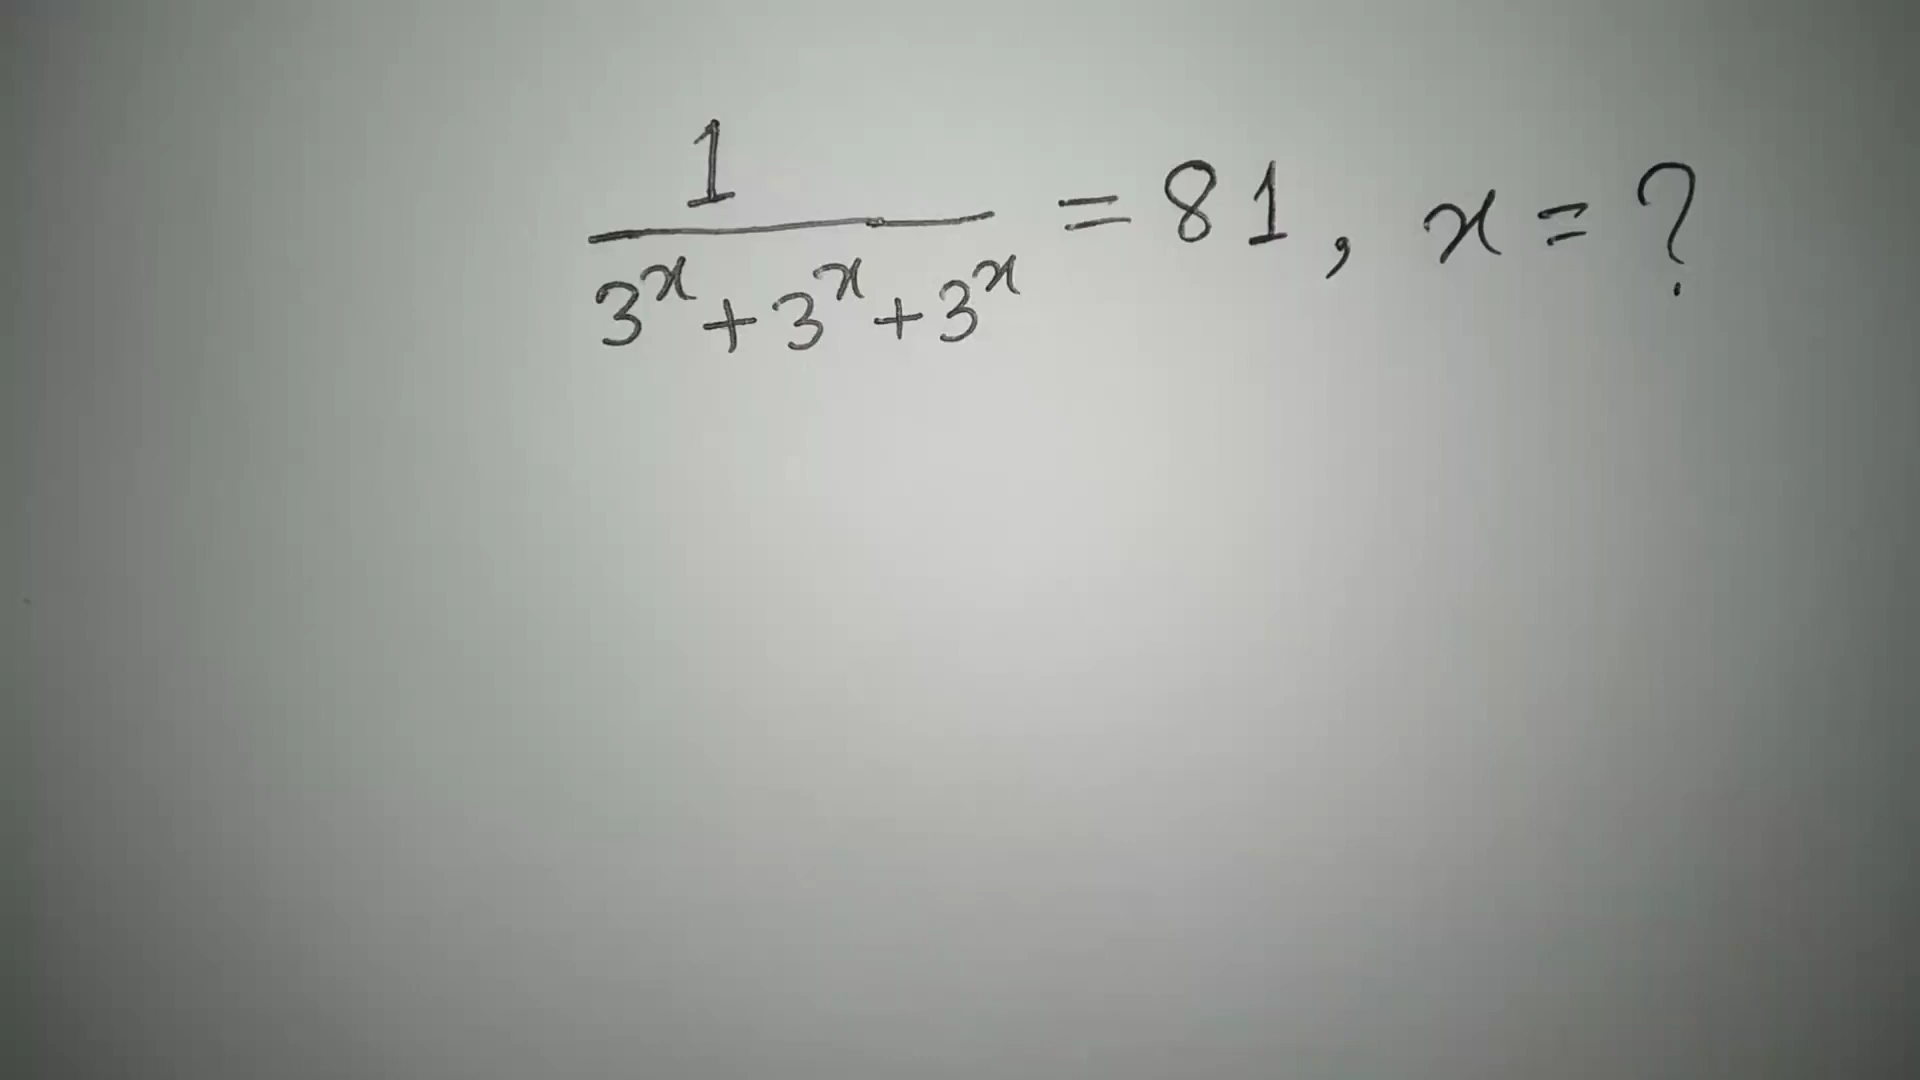 1/(3^x + 3^x + 3^x) = 81, x = ?